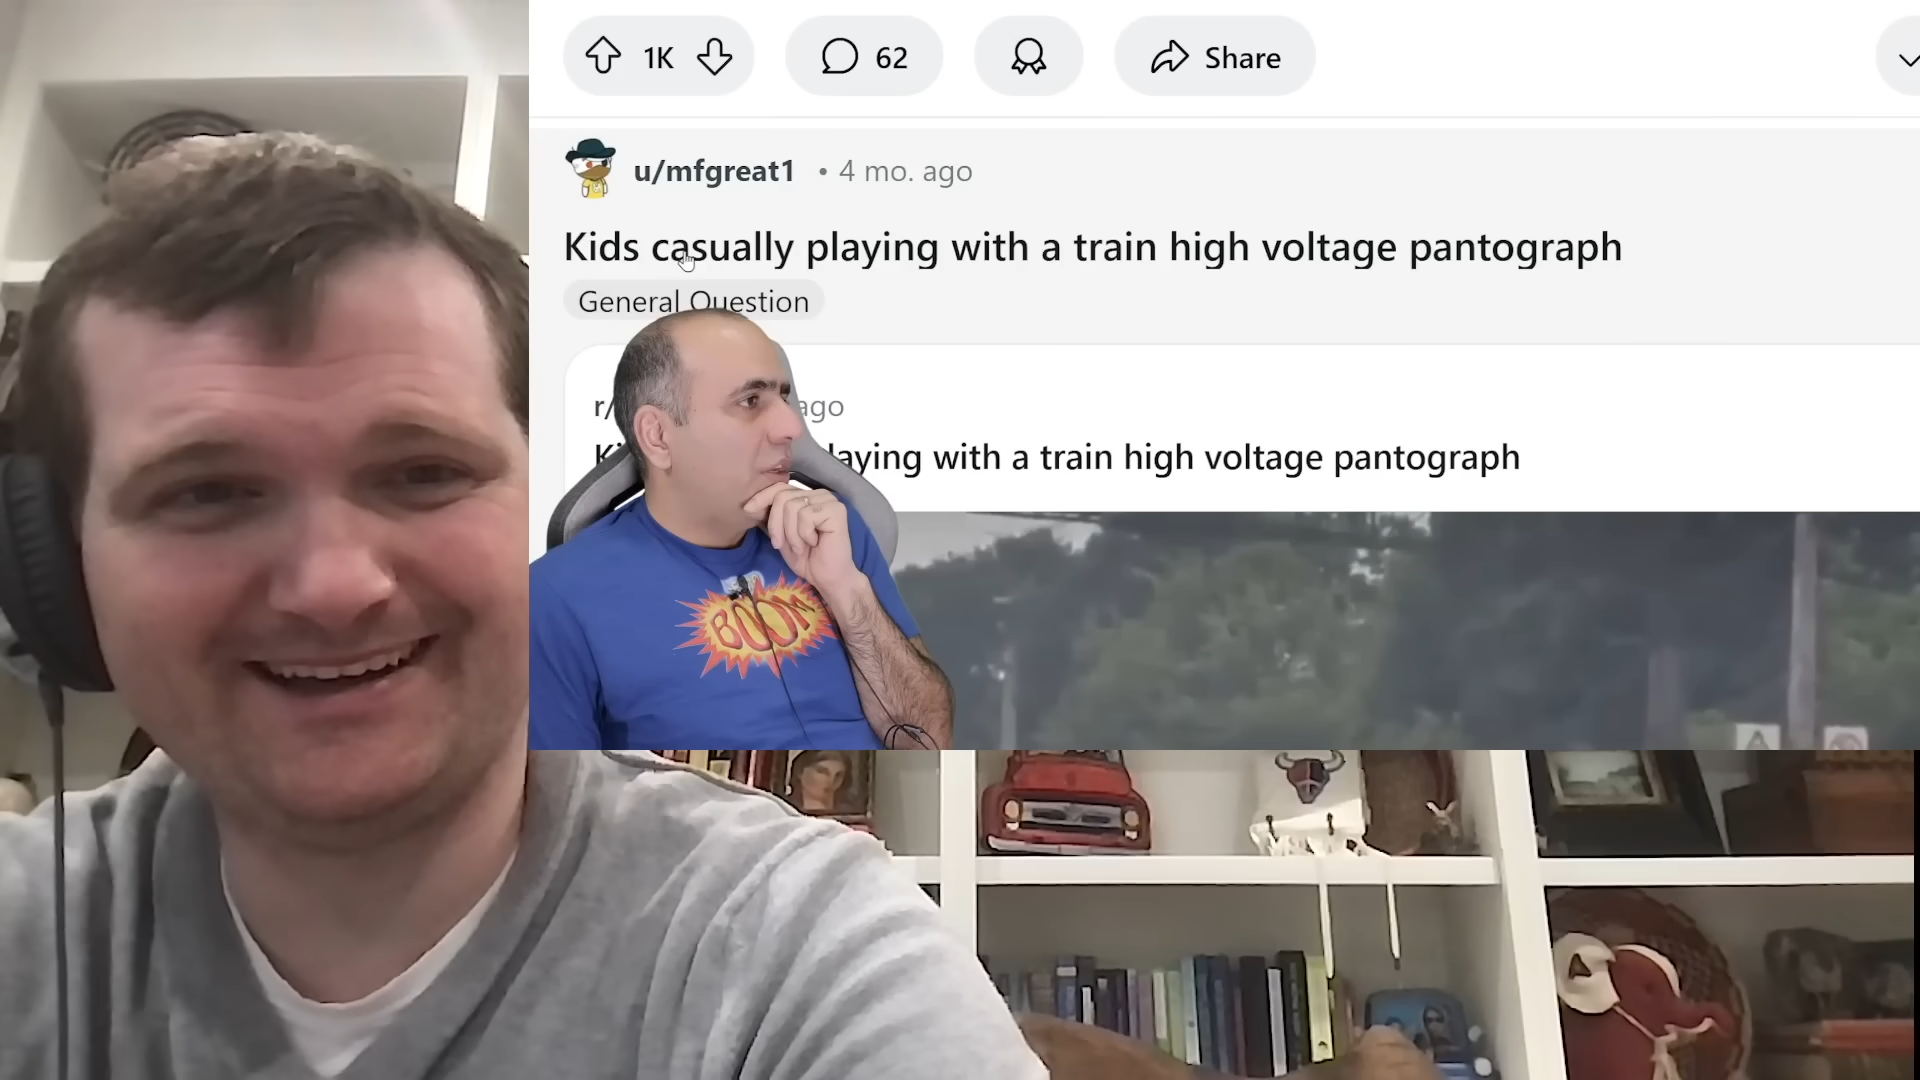 1K
62
Share
u/mfgreat1 • 4 mo. ago
Kids casually playing with a train high voltage pantograph
General Question
r/ ago
playing with a train high voltage pantograph
BOOM